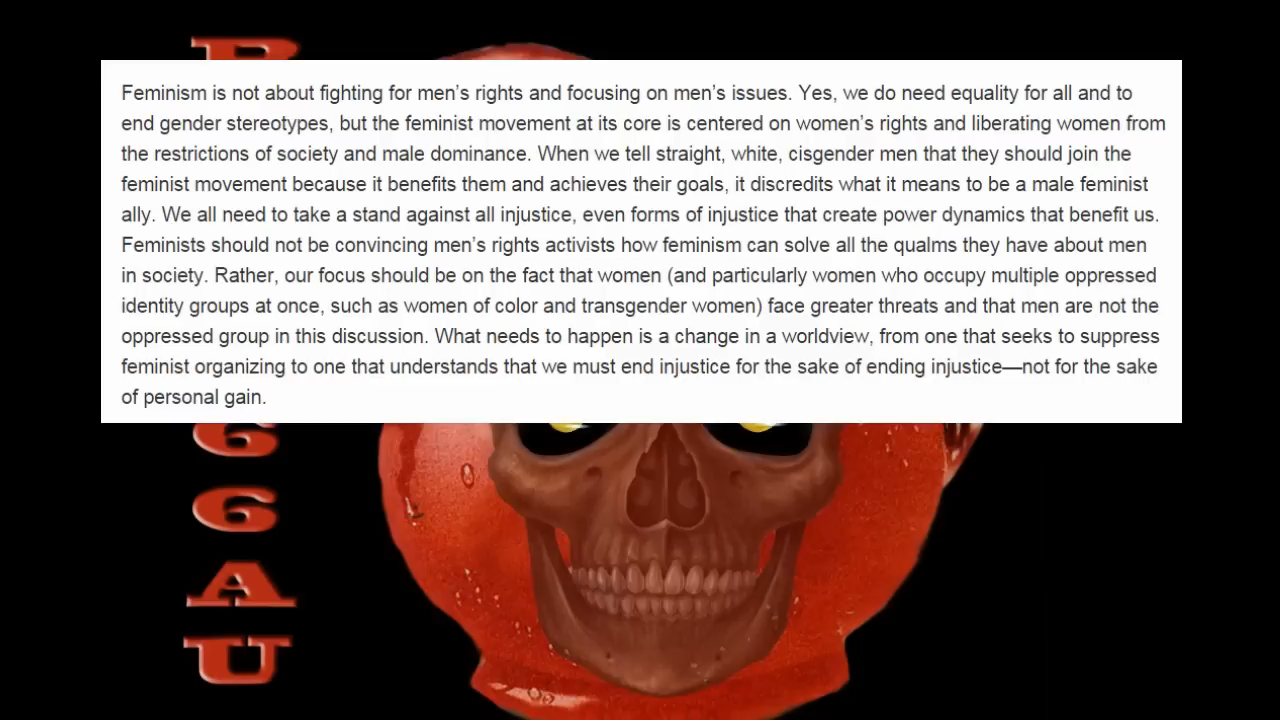 Feminism is not about fighting for men's rights and focusing on men's issues. Yes, we do need equality for all and to
end gender stereotypes, but the feminist movement at its core is centered on women's rights and liberating women from
the restrictions of society and male dominance. When we tell straight, white, cisgender men that they should join the
feminist movement because it benefits them and achieves their goals, it discredits what it means to be a male feminist
ally. We all need to take a stand against all injustice, even forms of injustice that create power dynamics that benefit us.
Feminists should not be convincing men's rights activists how feminism can solve all the qualms they have about men
in society. Rather, our focus should be on the fact that women (and particularly women who occupy multiple oppressed
identity groups at once, such as women of color and transgender women) face greater threats and that men are not the
oppressed group in this discussion. What needs to happen is a change in a worldview, from one that seeks to suppress
feminist organizing to one that understands that we must end injustice for the sake of ending injustice—not for the sake
of personal gain.
6
6
A
U